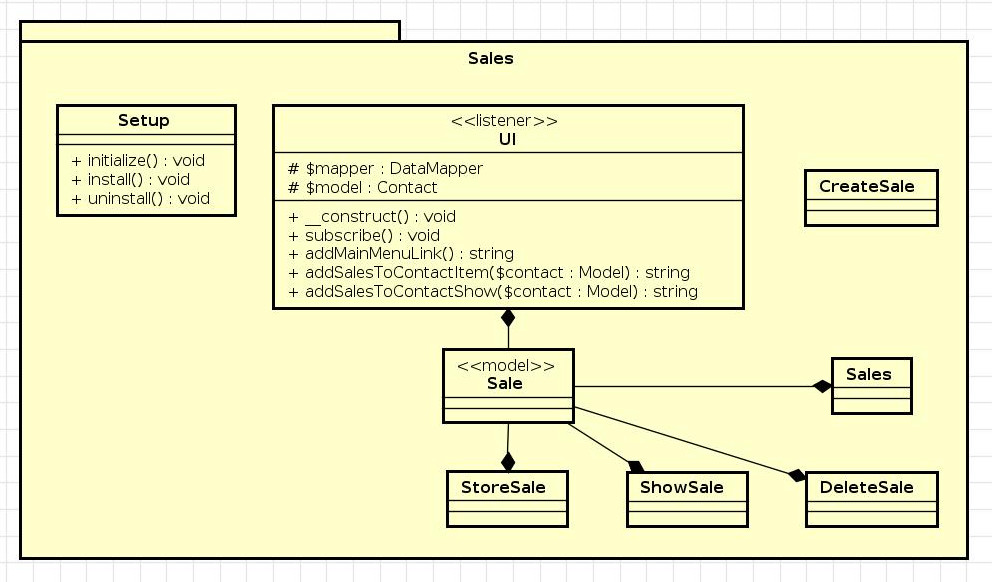 Sales
Setup
+ initialize() : void
+ install() : void
+ uninstall() : void
<<listener>>
UI
# $mapper : DataMapper
# $model : Contact
+ __construct() : void
+ subscribe() : void
+ addMainMenuLink() : string
+ addSalesToContactItem($contact : Model) : string
+ addSalesToContactShow($contact : Model) : string
CreateSale
<<model>>
Sale
Sales
StoreSale
ShowSale
DeleteSale